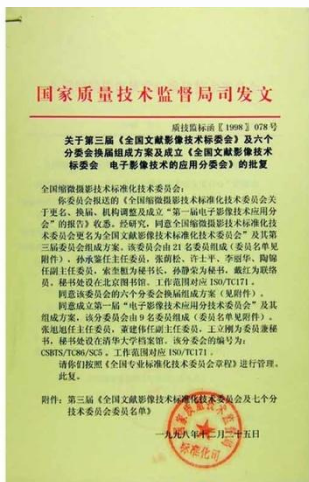 国家质量技术监督局司发文
质技监标函〖1998〗078号
关于第三届《全国文献影像技术标委会》及六个
分委会换届组成方案及成立《全国文献影像技术
标委会 电子影像技术的应用分委会》的批复
全国缩微摄影技术标准化技术委员会:
你委员会报送的《全国缩微摄影技术标准化技术委员会关
于更名、换届、机构调整及成立“第一届电子影像技术应用分
会”的报告》收悉。经研究,同意全国缩微摄影技术标准化技
术委员会更名为全国文献影像技术标准化技术委员会”及其第
三届委员会组成方案。该委员会由21名委员组成(委员名单见
附件),孙承鉴任主任委员、张荫松、许士平、李丽华、陶锦
任副主任委员,索奎桓为秘书长,孙静荣为秘书,戴红为联络
员,秘书处设在北京图书馆。工作范围对应 ISO/TC171。
同意该委员会的六个分委会换届组成方案(见附件)。
同意成立第一届“电子影像技术应用分技术委员会”及其
组成方案,该分委员会由9名委员组成(委员名单见附件)。
张旭旭任主任委员、董建伟任副主任委员、王立刚为委员兼秘
书,秘书处设在清华大学档案馆。该分委会的编号为:
CSBTS/TC86/SC5。工作范围对应 ISO/TC171。
请你们按照《全国专业标准化技术委员会章程》进行管理。
此复。
附件:第三届《全国文献影像技术标准化技术委员会及七个分
技术委员会委员名单》
一九九八年十二月二十五日
国家质量技术监督局
标准化司